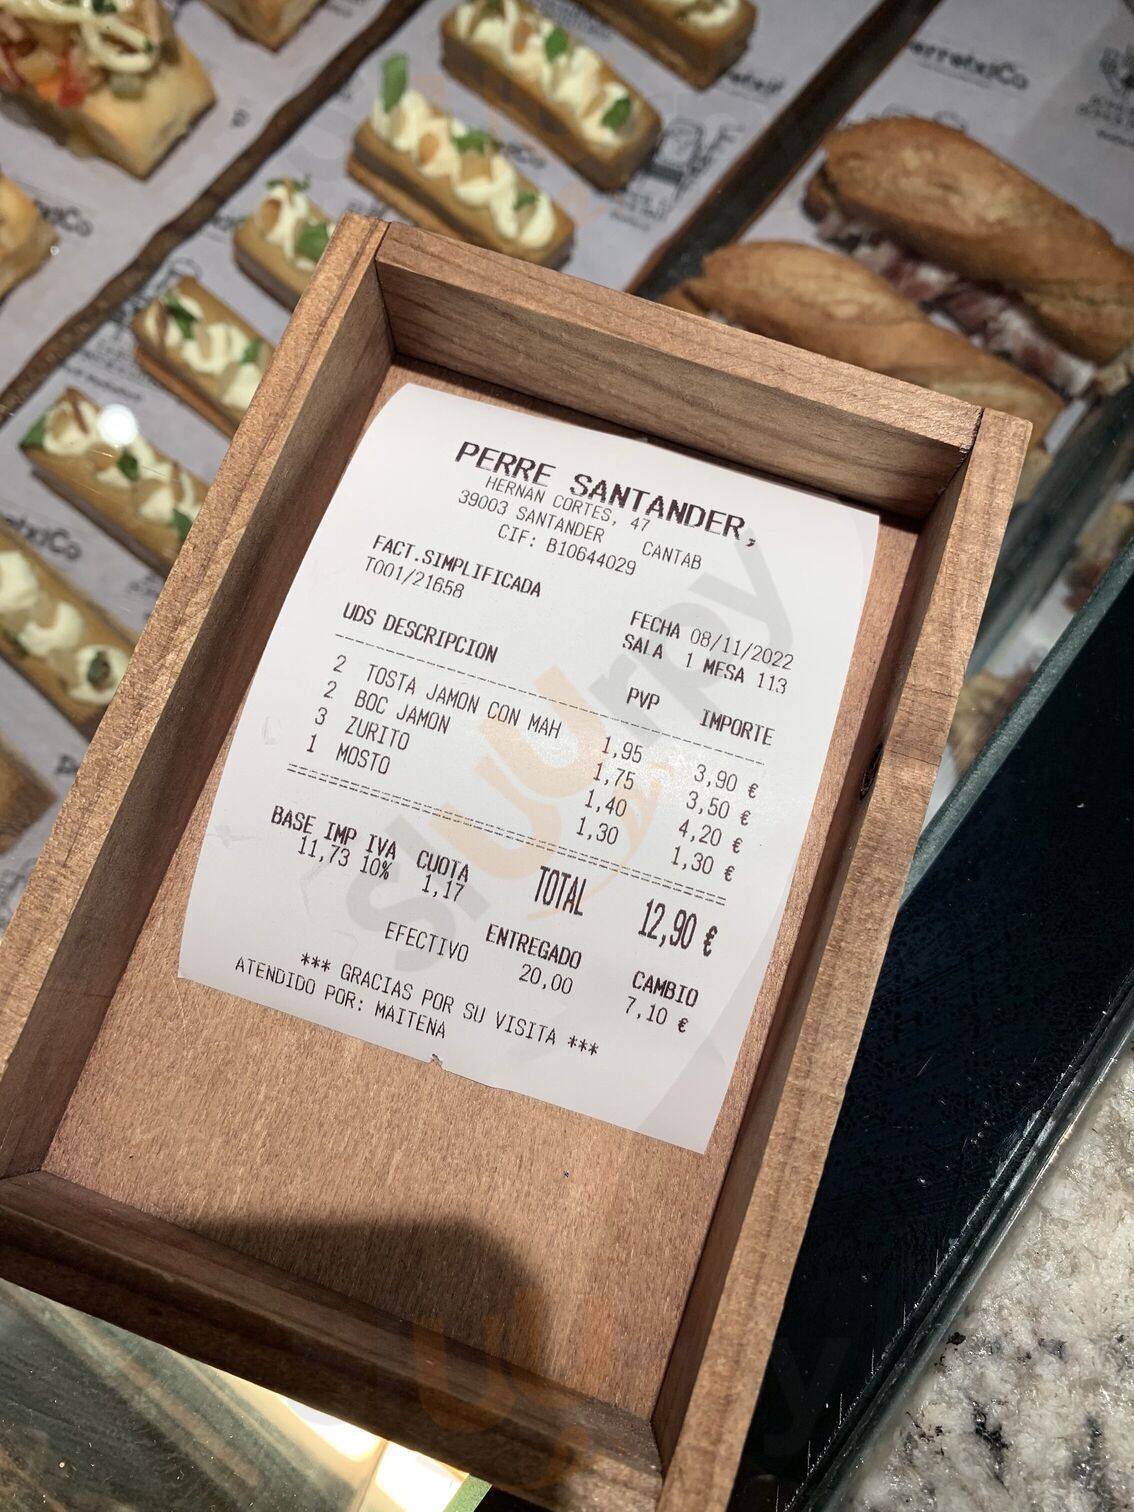 PERRE SANTANDER,
HERNAN CORTES, 47
39003 SANTANDER CANTAB
CIF: B10644029
FACT.SIMPLIFICADA
T001/21658
FECHA 08/11/2022
SALA 1 MESA 113
UDS DESCRIPCION PVP IMPORTE
2 TOSTA JAMON CON MAH 1,95 3,90 €
2 BOC JAMON 1,75 3,50 €
3 ZURITO 1,40 4,20 €
1 MOSTO 1,30 1,30 €
BASE IMP IVA CUOTA TOTAL 12,90 €
11,73 10% 1,17
ENTREGADO CAMBIO
EFECTIVO 20,00 7,10 €
*** GRACIAS POR SU VISITA ***
ATENDIDO POR: MAITENA
sluurpy